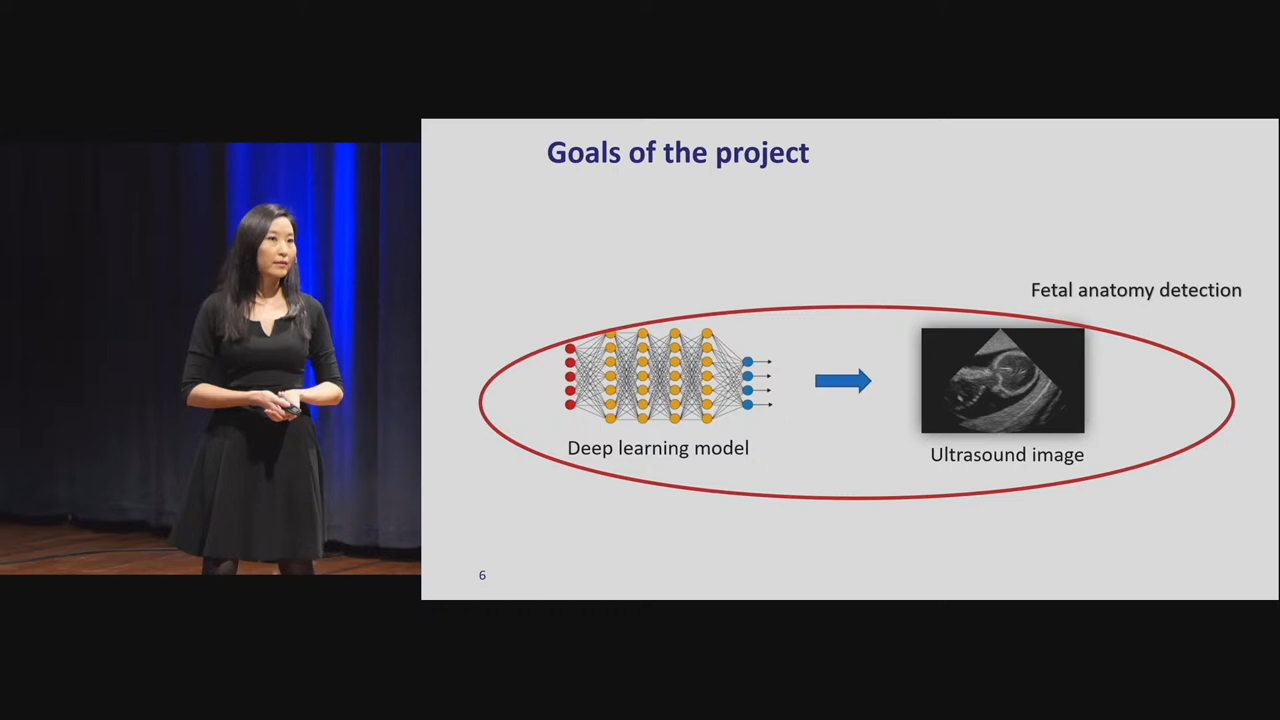 Goals of the project
Fetal anatomy detection
Deep learning model
Ultrasound image
6